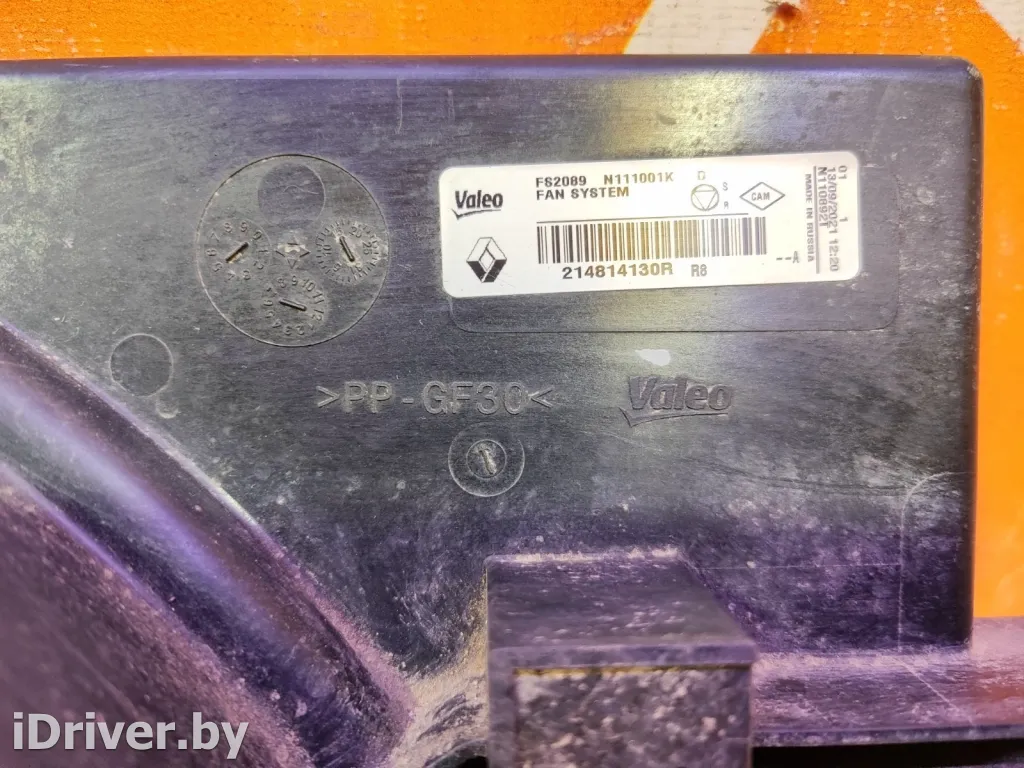 Valeo
FS2089 N111001K
FAN SYSTEM
G
S
R
CAM
214814130R R8
--A
01 1
13/09/2021 12:20
N1108921
MADE IN RUSSIA
>PP-GF30<
Valeo
iDriver.by